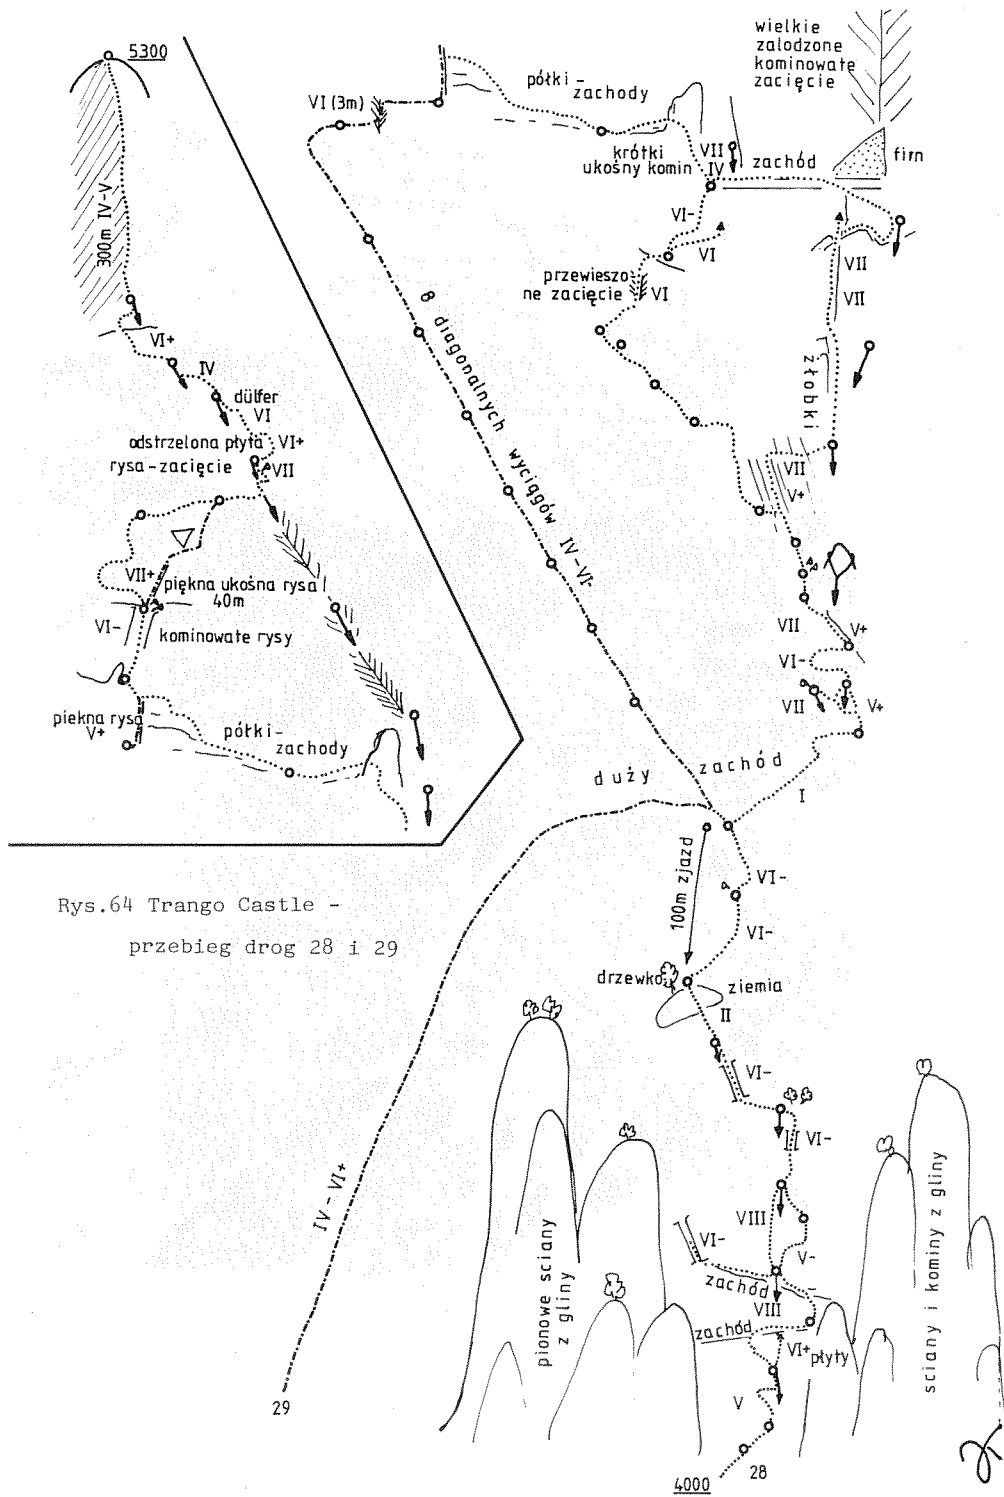 5300
300m IV-V
VI+
IV
dülfer
VI
VI+
odstrzelona płyta
rysa-zacięcie
VII
VII+
piękna ukośna rysa
40m
VI-
kominowate rysy
piekna rysa
V+
półki-
zachody
Rys.64 Trango Castle -
przebieg drog 28 i 29
VI (3m)
półki-
zachody
krótki
ukośny komin
VII
IV
zachód
wielkie
zalodzone
kominowate
zacięcie
firn
VI-
VI
przewieszo
ne zacięcie
VI
8 diagonalnych wyciągów IV-VI-
VII
VII
żłobki
VII
V+
VII
V+
VI-
VII
V+
duży zachód
I
100m zjazd
VI-
VI-
drzewko
ziemia
II
VI-
VI-
VIII
V-
VI-
zachód
VIII
zachód
VI+
płyty
V
28
4000
IV-VI+
29
pionowe sciany
z gliny
sciany i kominy z gliny